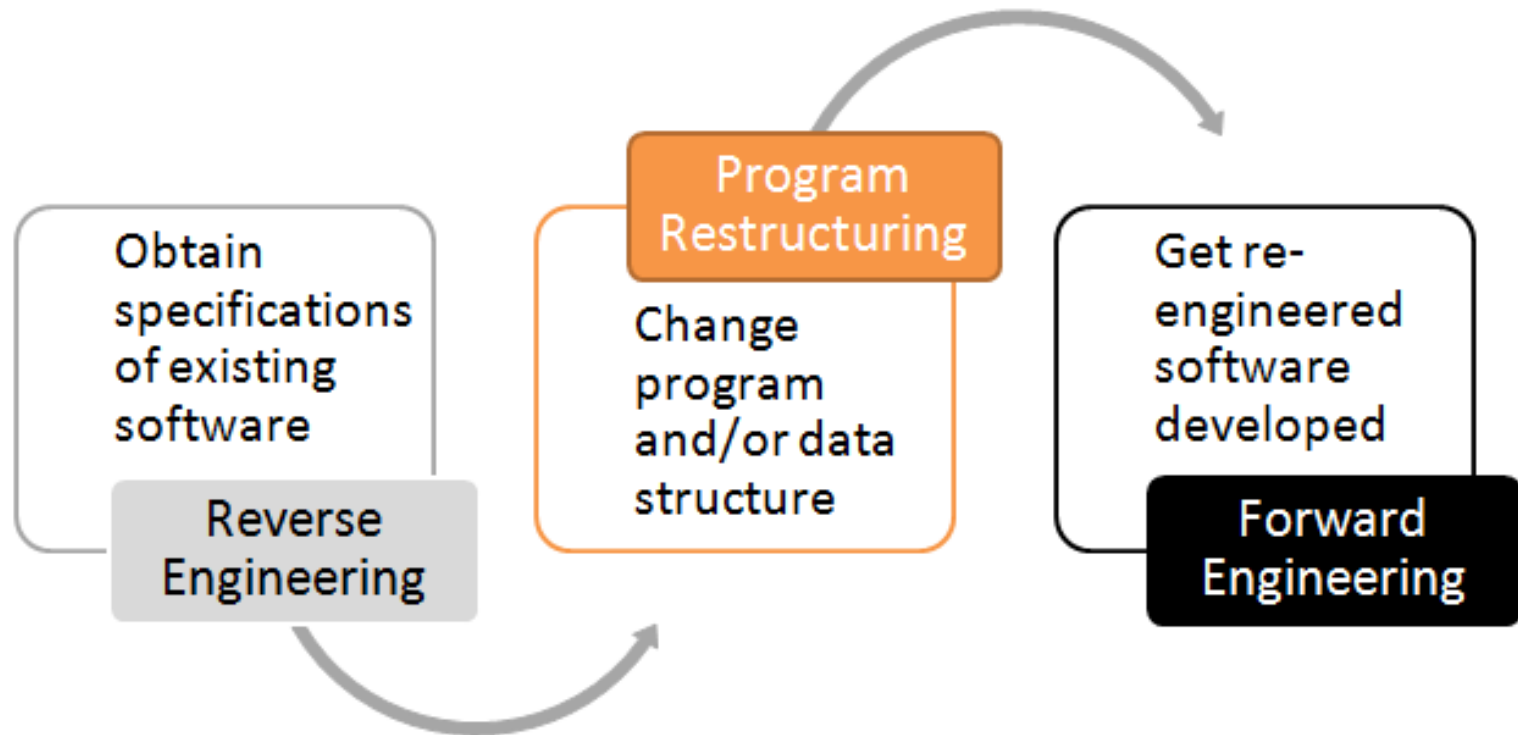 Obtain
specifications
of existing
software
Reverse
Engineering
Program
Restructuring
Change
program
and/or data
structure
Get re-
engineered
software
developed
Forward
Engineering